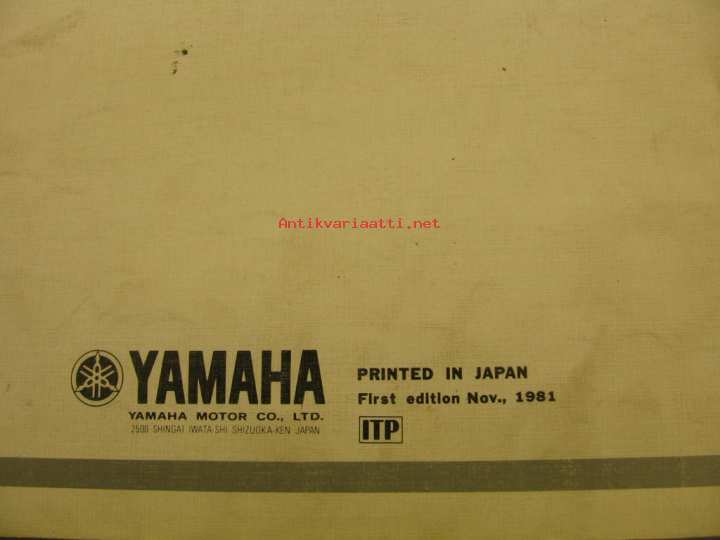 Antikvariaatti.net
YAMAHA
YAMAHA MOTOR CO., LTD.
2500 SHINGAI IWATA-SHI SHIZUOKA-KEN JAPAN
PRINTED IN JAPAN
First edition Nov., 1981
ITP